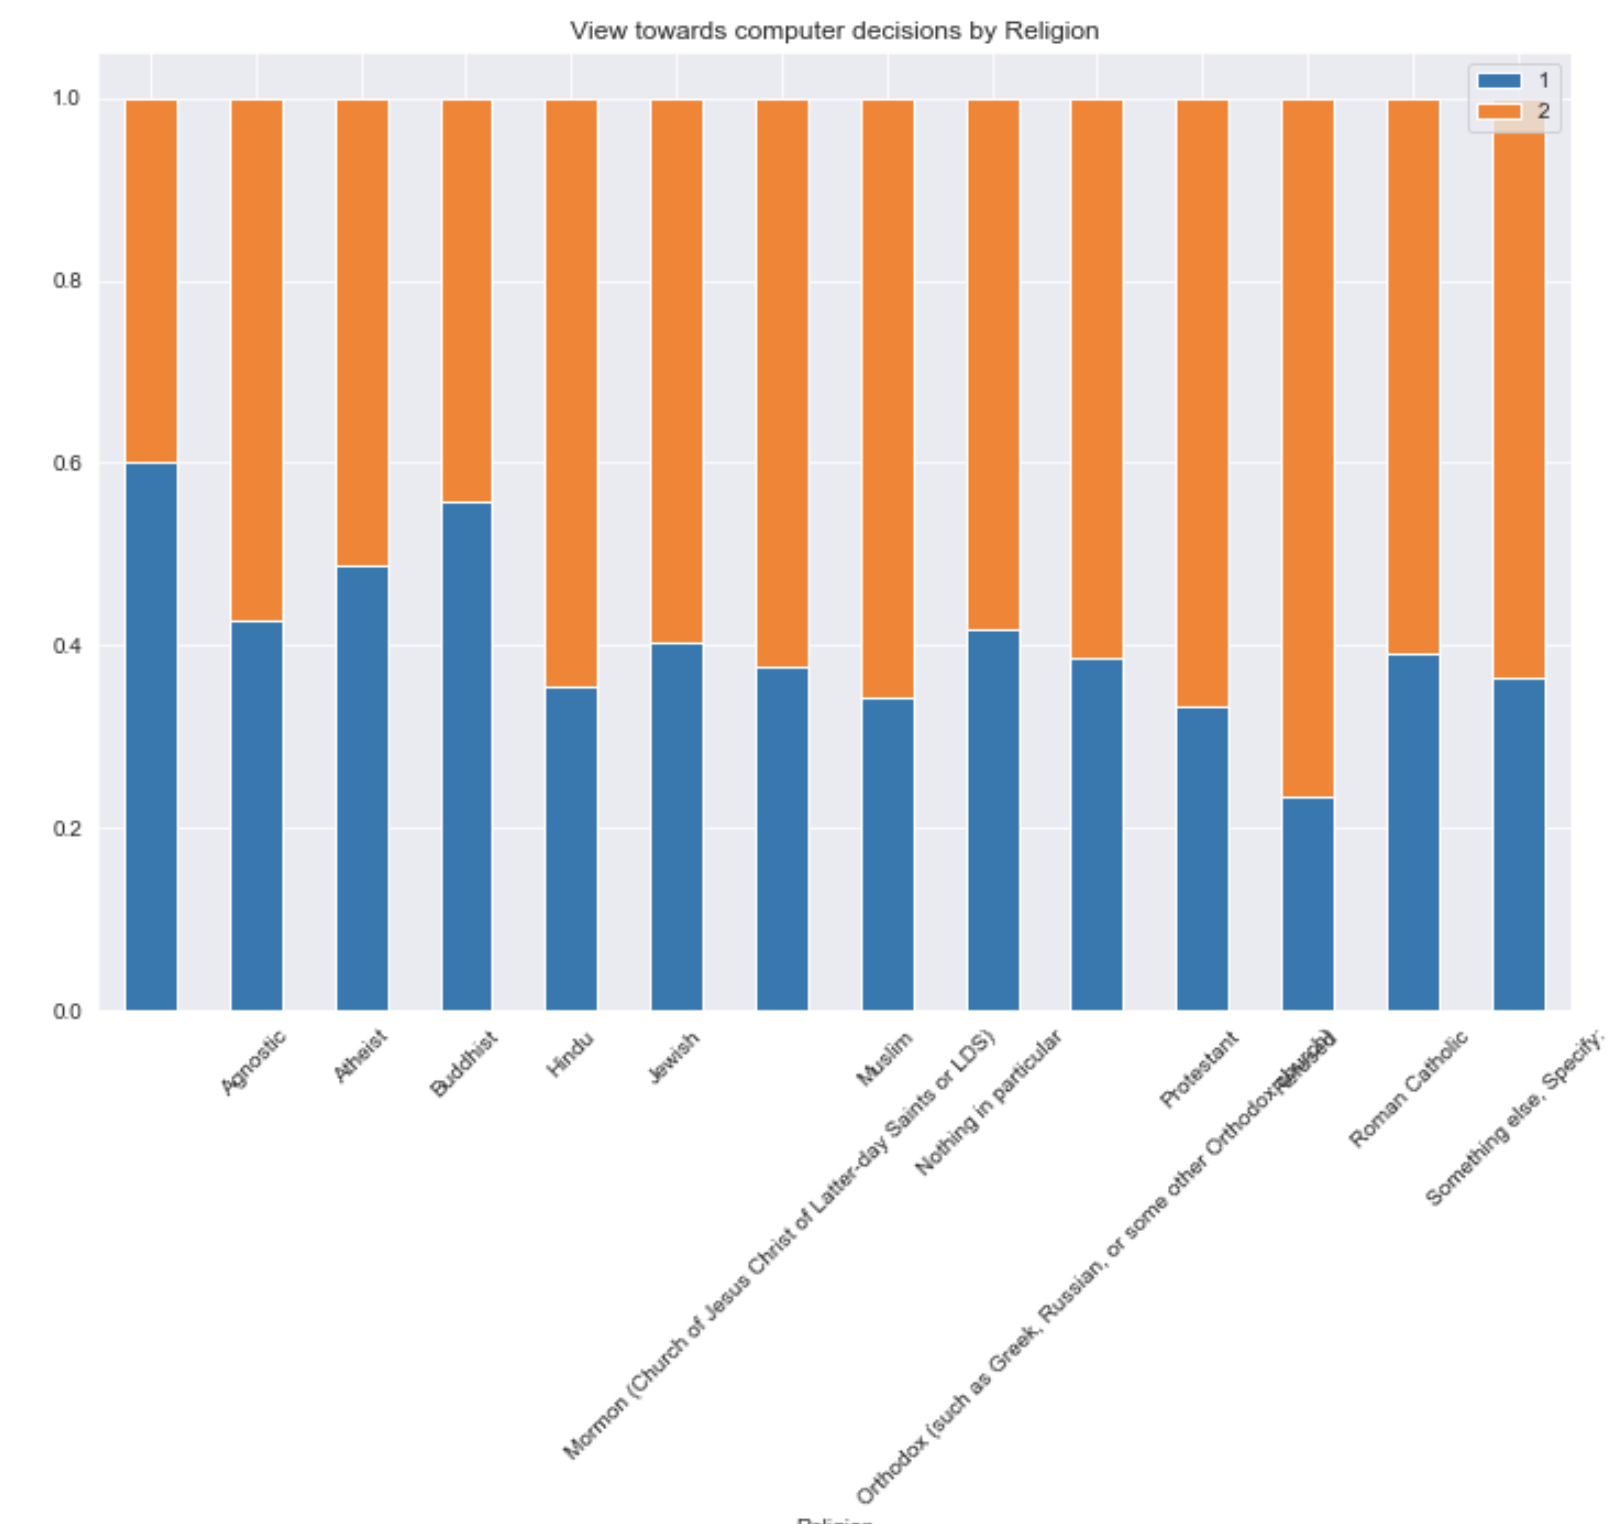 View towards computer decisions by Religion
1
2
1.0
0.8
0.6
0.4
0.2
0.0
Agnostic
Atheist
Buddhist
Hindu
Jewish
Mormon (Church of Jesus Christ of Latter-day Saints or LDS)
Muslim
Nothing in particular
Orthodox (such as Greek, Russian, or some other Orthodox church)
Protestant
Refused
Roman Catholic
Something else, Specify:
Religion